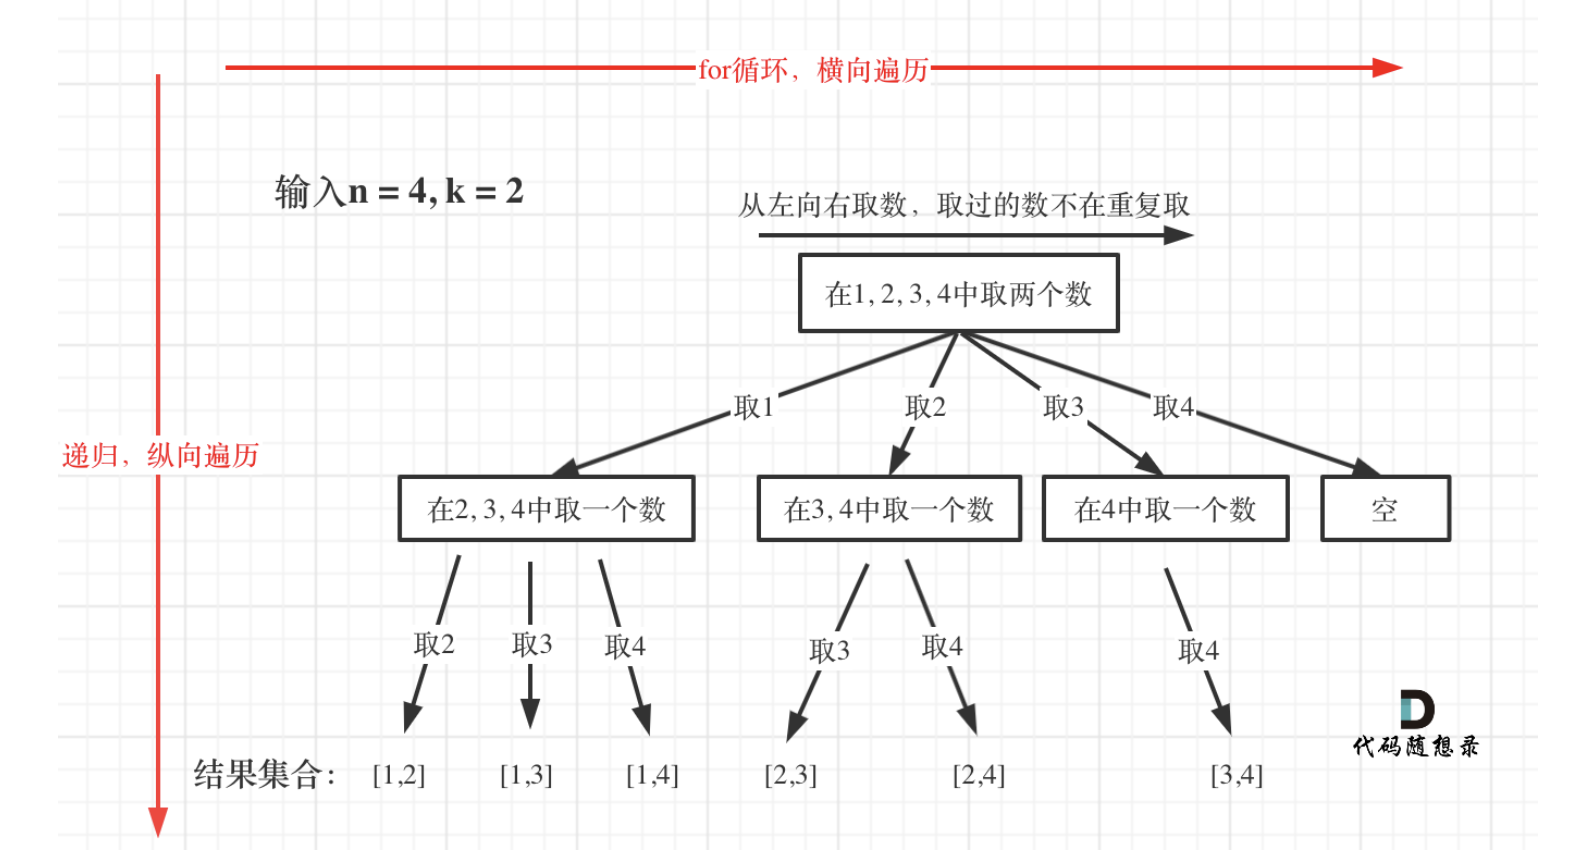 for循环，横向遍历
输入n = 4, k = 2
从左向右取数，取过的数不在重复取
在1, 2, 3, 4中取两个数
取1
取2
取3
取4
递归，纵向遍历
在2, 3, 4中取一个数
在3, 4中取一个数
在4中取一个数
空
取2
取3
取4
取3
取4
取4
代码随想录
结果集合：
[1,2]
[1,3]
[1,4]
[2,3]
[2,4]
[3,4]